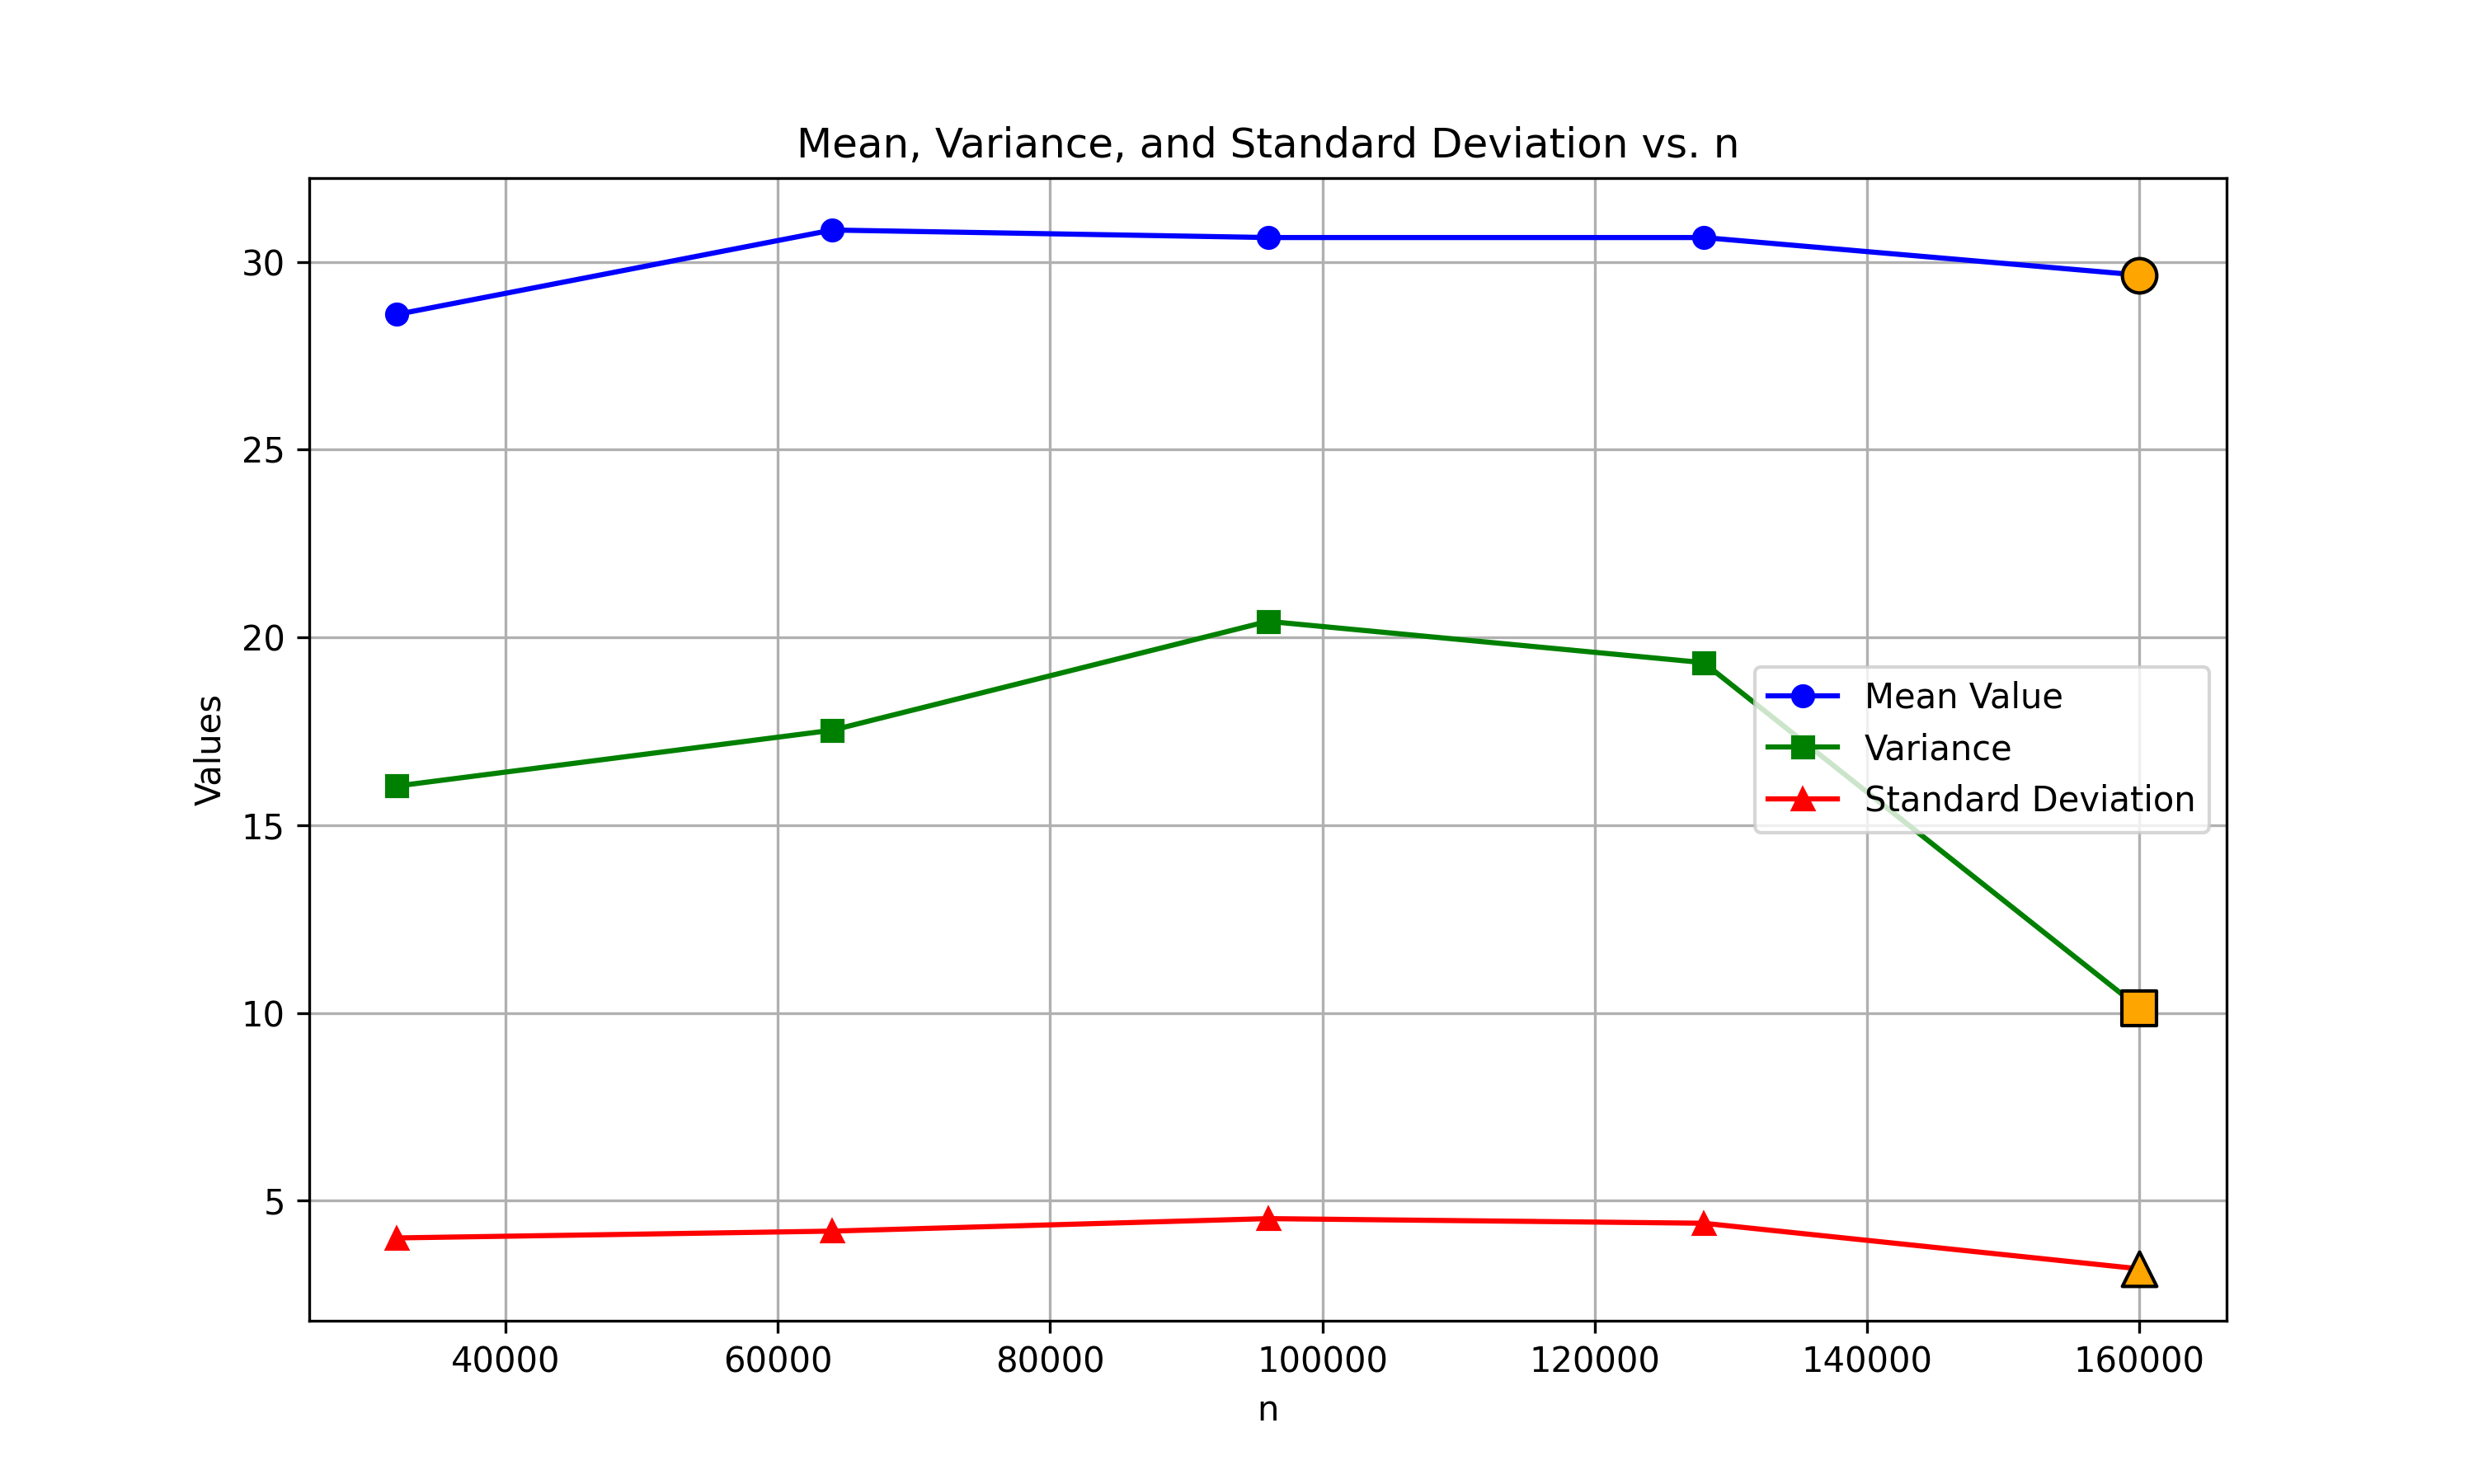 Mean, Variance, and Standard Deviation vs. n
30
25
20
15
10
5
Values
Mean Value
Variance
Standard Deviation
40000 60000 80000 100000 120000 140000 160000
n